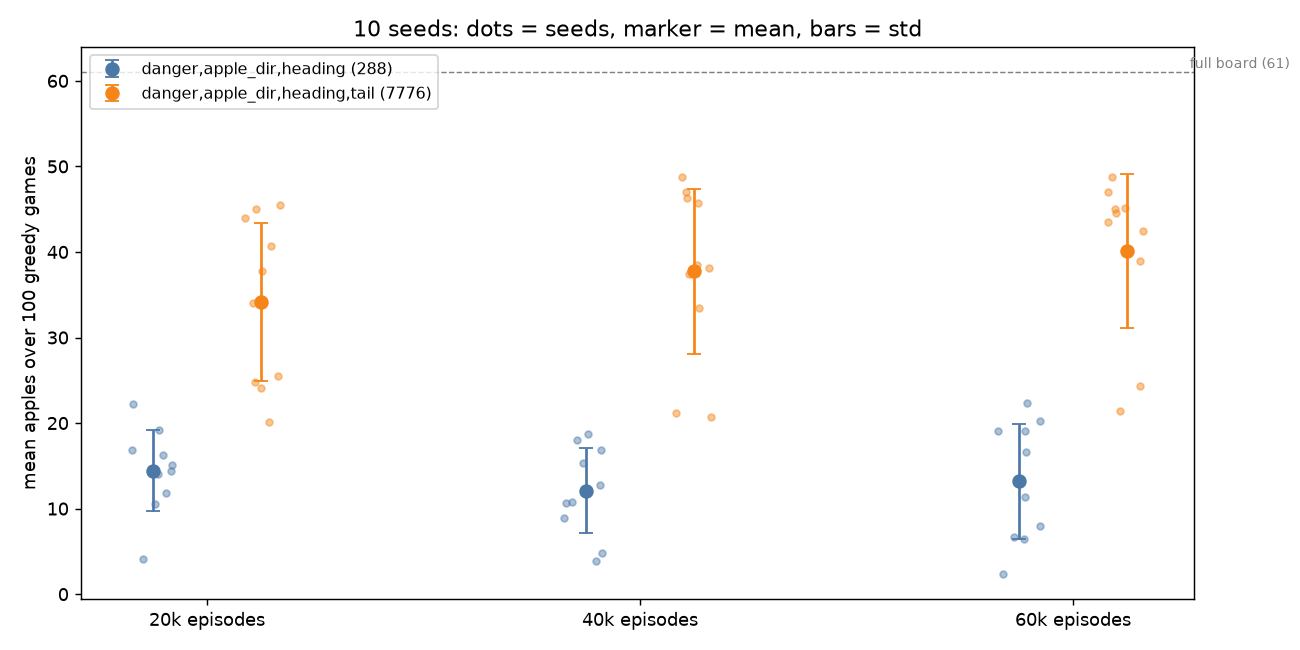 10 seeds: dots = seeds, marker = mean, bars = std
danger,apple_dir,heading (288)
danger,apple_dir,heading,tail (7776)
full board (61)
mean apples over 100 greedy games
60
50
40
30
20
10
0
20k episodes
40k episodes
60k episodes